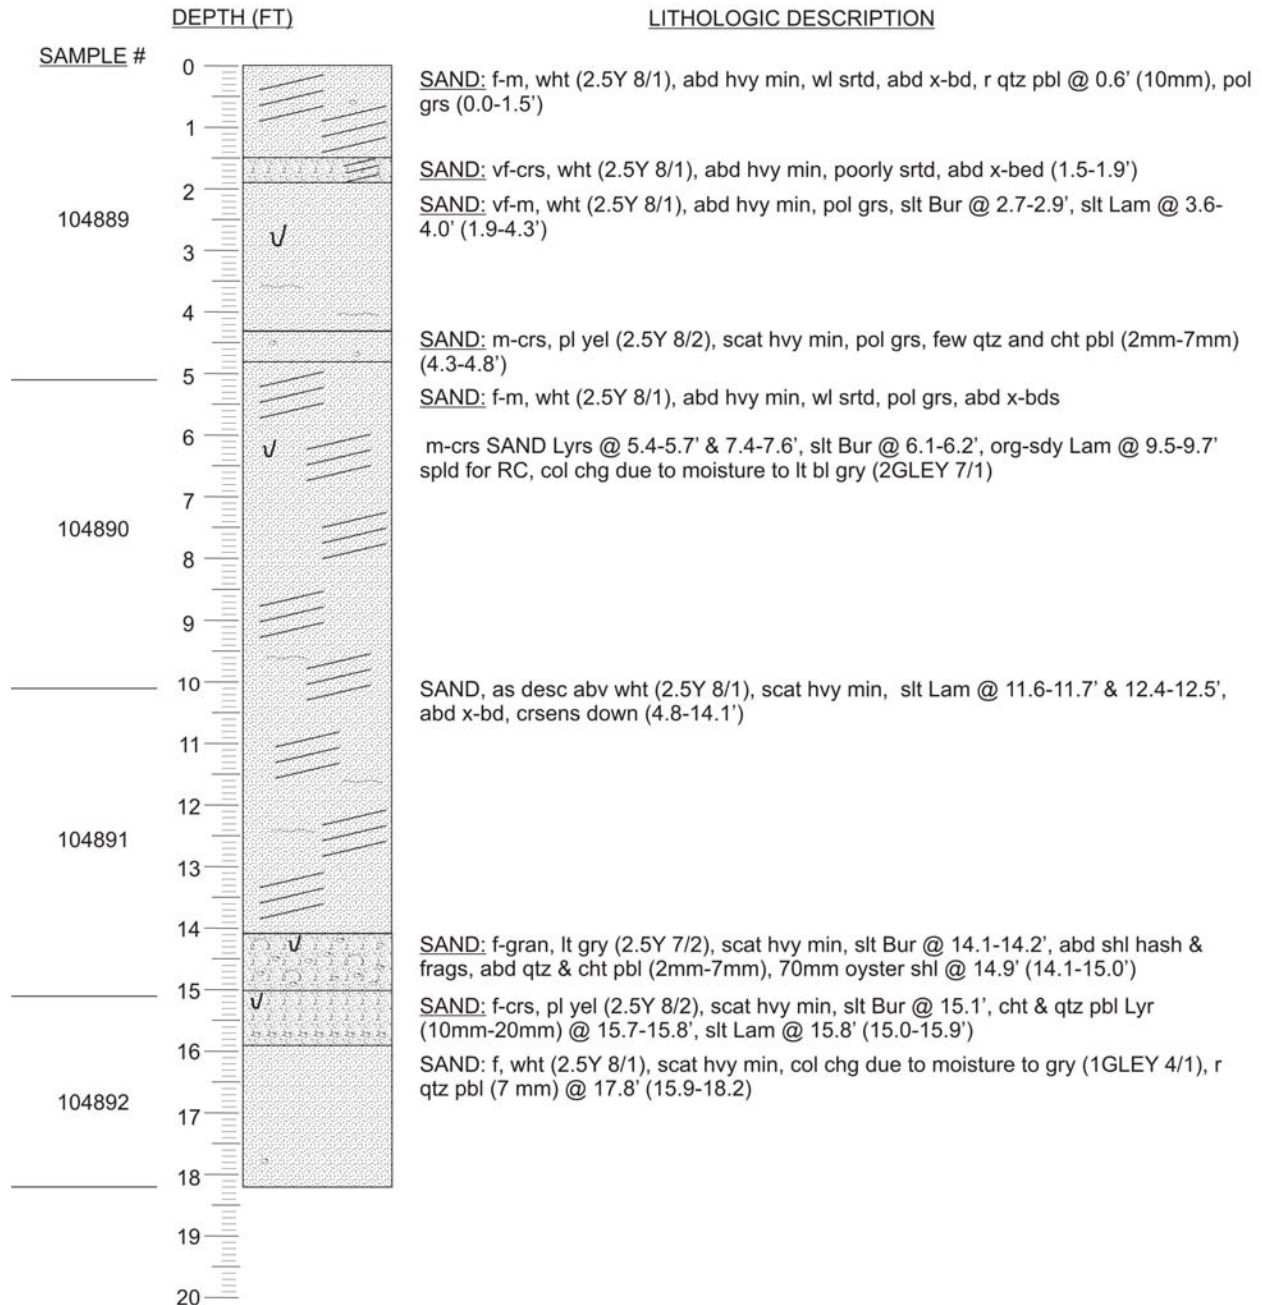 DEPTH (FT)
LITHOLOGIC DESCRIPTION
SAMPLE #
0
SAND: f-m, wht (2.5Y 8/1), abd hvy min, wl srtd, abd x-bd, r qtz pbl @ 0.6’ (10mm), pol
grs (0.0-1.5’)
1
SAND: vf-crs, wht (2.5Y 8/1), abd hvy min, poorly srtd, abd x-bed (1.5-1.9’)
2
SAND: vf-m, wht (2.5Y 8/1), abd hvy min, pol grs, slt Bur @ 2.7-2.9’, slt Lam @ 3.6-
4.0’ (1.9-4.3’)
104889
3
4
SAND: m-crs, pl yel (2.5Y 8/2), scat hvy min, pol grs, few qtz and cht pbl (2mm-7mm)
(4.3-4.8’)
5
SAND: f-m, wht (2.5Y 8/1), abd hvy min, wl srtd, pol grs, abd x-bds
6
m-crs SAND Lyrs @ 5.4-5.7’ & 7.4-7.6’, slt Bur @ 6.1-6.2’, org-sdy Lam @ 9.5-9.7’
spld for RC, col chg due to moisture to lt bl gry (2GLEY 7/1)
7
104890
8
9
10
SAND, as desc abv wht (2.5Y 8/1), scat hvy min, slt Lam @ 11.6-11.7’ & 12.4-12.5’,
abd x-bd, crsens down (4.8-14.1’)
11
12
104891
13
14
SAND: f-gran, lt gry (2.5Y 7/2), scat hvy min, slt Bur @ 14.1-14.2’, abd shl hash &
frags, abd qtz & cht pbl (2mm-7mm), 70mm oyster shl @ 14.9’ (14.1-15.0’)
15
SAND: f-crs, pl yel (2.5Y 8/2), scat hvy min, slt Bur @ 15.1’, cht & qtz pbl Lyr
(10mm-20mm) @ 15.7-15.8’, slt Lam @ 15.8’ (15.0-15.9’)
16
SAND: f, wht (2.5Y 8/1), scat hvy min, col chg due to moisture to gry (1GLEY 4/1), r
qtz pbl (7 mm) @ 17.8’ (15.9-18.2)
104892
17
18
19
20